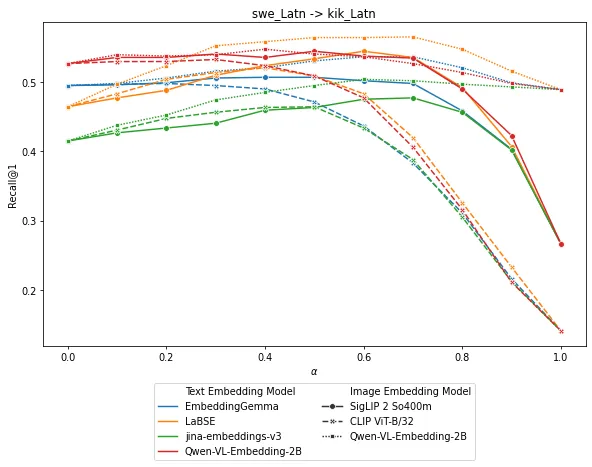 swe_Latn -> kik_Latn
Recall@1
0.5
0.4
0.3
0.2
0.0 0.2 0.4 0.6 0.8 1.0
α
Text Embedding Model Image Embedding Model
EmbeddingGemma SigLIP 2 So400m
LaBSE CLIP ViT-B/32
jina-embeddings-v3 Qwen-VL-Embedding-2B
Qwen-VL-Embedding-2B